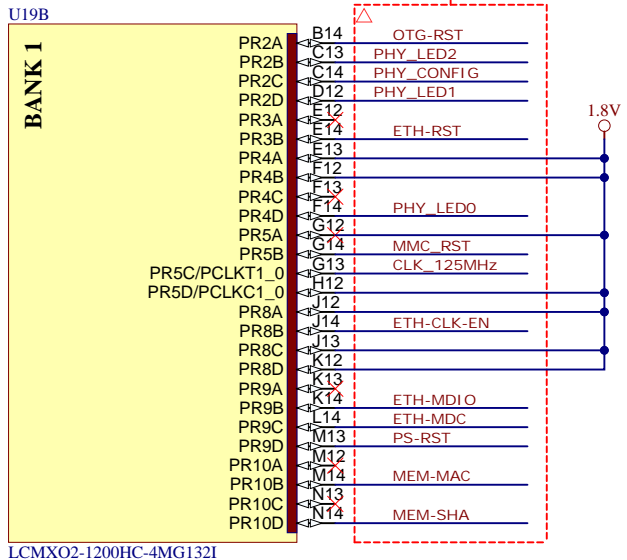 U19B
BANK 1
PR2A B14 OTG-RST
PR2B C13 PHY_LED2
PR2C C14 PHY_CONFIG
PR2D D12 PHY_LED1
PR3A E12
PR3B E14 ETH-RST
1.8V
PR4A E13
PR4B F12
PR4C F13
PR4D F14 PHY_LED0
PR5A G12
PR5B G14 MMC_RST
PR5C/PCLKT1_0 G13 CLK_125MHz
PR5D/PCLKC1_0 H12
PR8A J12
PR8B J14 ETH-CLK-EN
PR8C J13
PR8D K12
PR9A K13
PR9B K14 ETH-MDIO
PR9C L14 ETH-MDC
PR9D M13 PS-RST
PR10A M12
PR10B M14 MEM-MAC
PR10C N13
PR10D N14 MEM-SHA
LCMXO2-1200HC-4MG132I